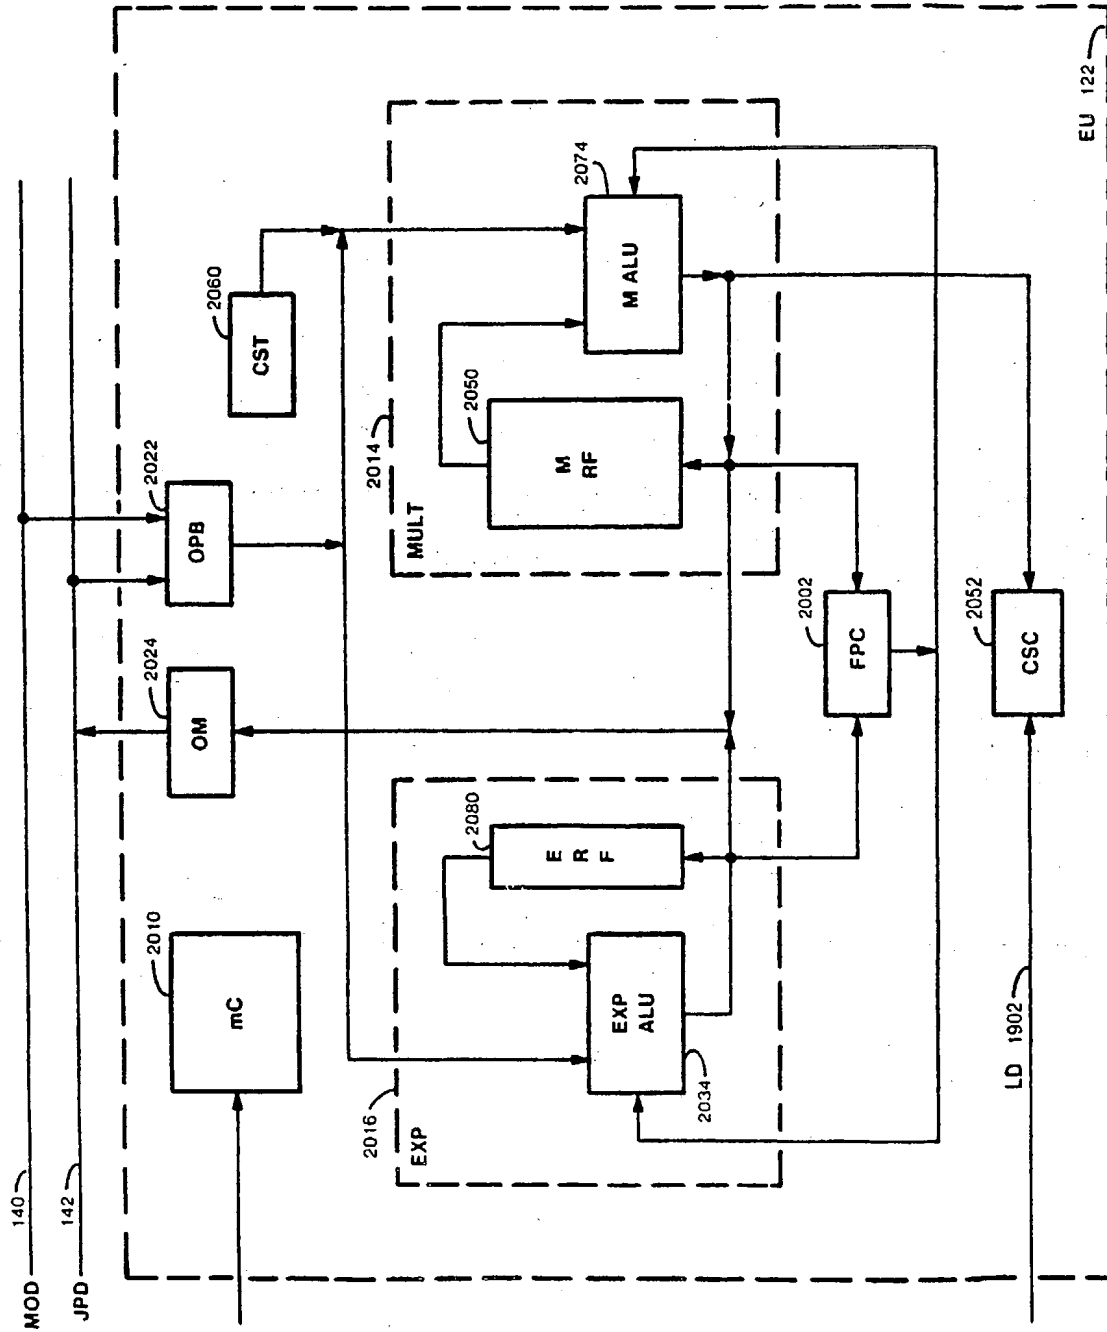 MOD
140
JPD
142
mC
2010
OM
2024
OPB
2022
CST
2060
EXP
2016
EXP
ALU
2034
E
R
F
2080
MULT
2014
M
RF
2050
M ALU
2074
FPC
2002
CSC
2052
LD 1902
EU 122